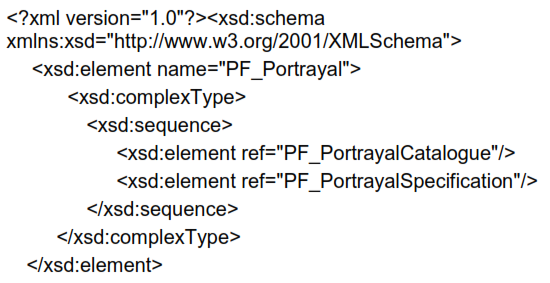 <?xml version="1.0"?><xsd:schema
xmlns:xsd="http://www.w3.org/2001/XMLSchema">
<xsd:element name="PF_Portrayal">
<xsd:complexType>
<xsd:sequence>
<xsd:element ref="PF_PortrayalCatalogue"/>
<xsd:element ref="PF_PortrayalSpecification"/>
</xsd:sequence>
</xsd:complexType>
</xsd:element>